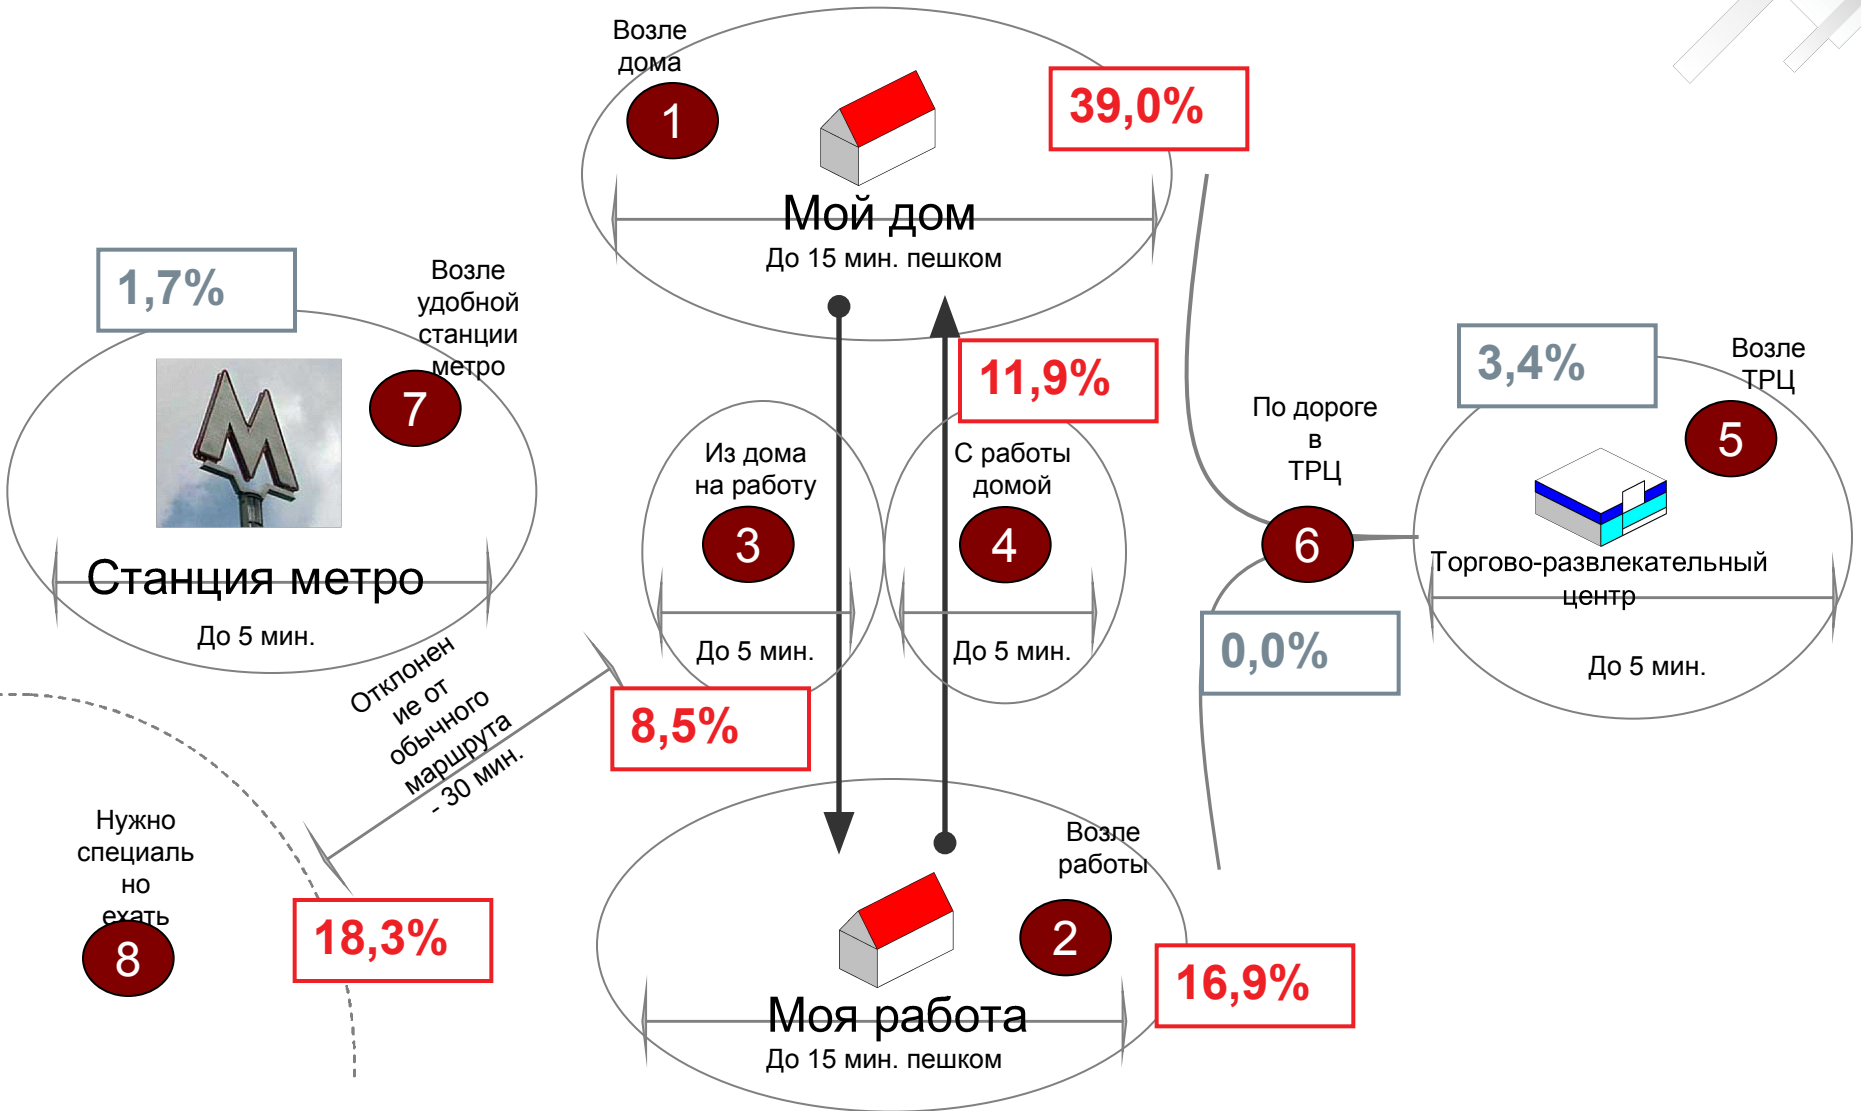 Возле
дома
1
39,0%
Мой дом
До 15 мин. пешком
1,7%
Возле
удобной
станции
метро
7
М
Станция метро
До 5 мин.
11,9%
Из дома
на работу
3
До 5 мин.
8,5%
С работы
домой
4
До 5 мин.
По дороге
в
ТРЦ
6
0,0%
3,4%
Возле
ТРЦ
5
Торгово-развлекательный
центр
До 5 мин.
Отклонен
ие от
обычного
маршрута
- 30 мин.
Нужно
специаль
но
ехать
8
18,3%
Возле
работы
2
16,9%
Моя работа
До 15 мин. пешком